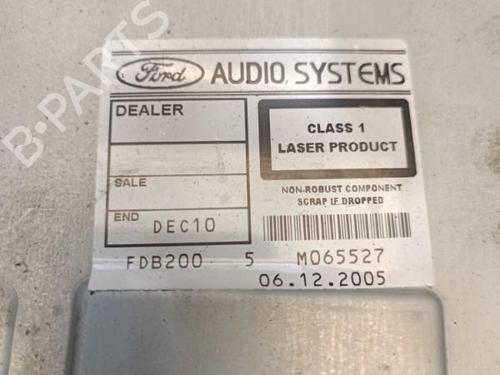 Ford AUDIO SYSTEMS
DEALER
CLASS 1
LASER PRODUCT
SALE
NON-ROBUST COMPONENT
SCRAP IF DROPPED
END DEC10
FDB200 5 M065527
06.12.2005
B-PARTS